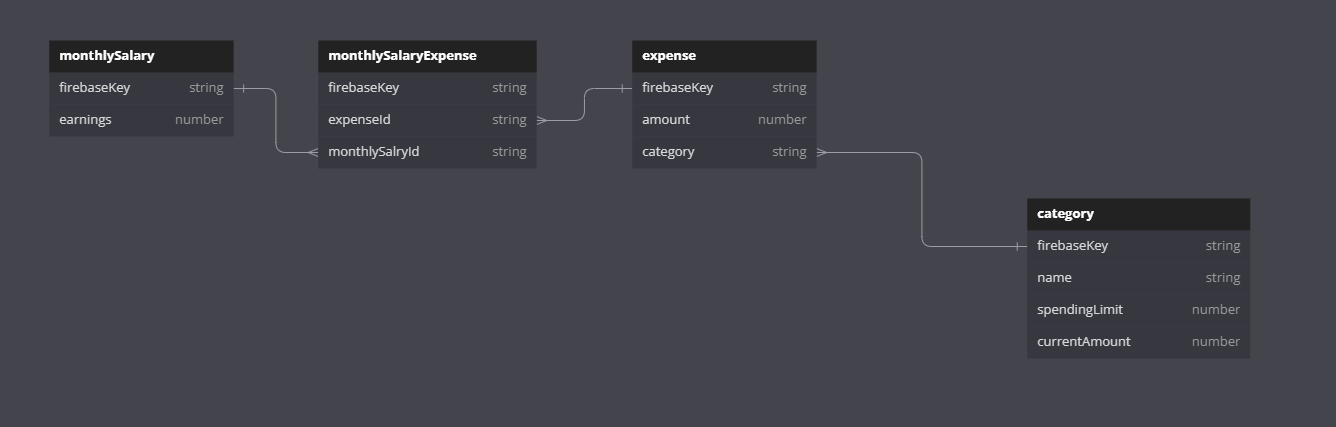 monthlySalary
firebaseKey string
earnings number
monthlySalaryExpense
firebaseKey string
expenseId string
monthlySalryId string
expense
firebaseKey string
amount number
category string
category
firebaseKey string
name string
spendingLimit number
currentAmount number